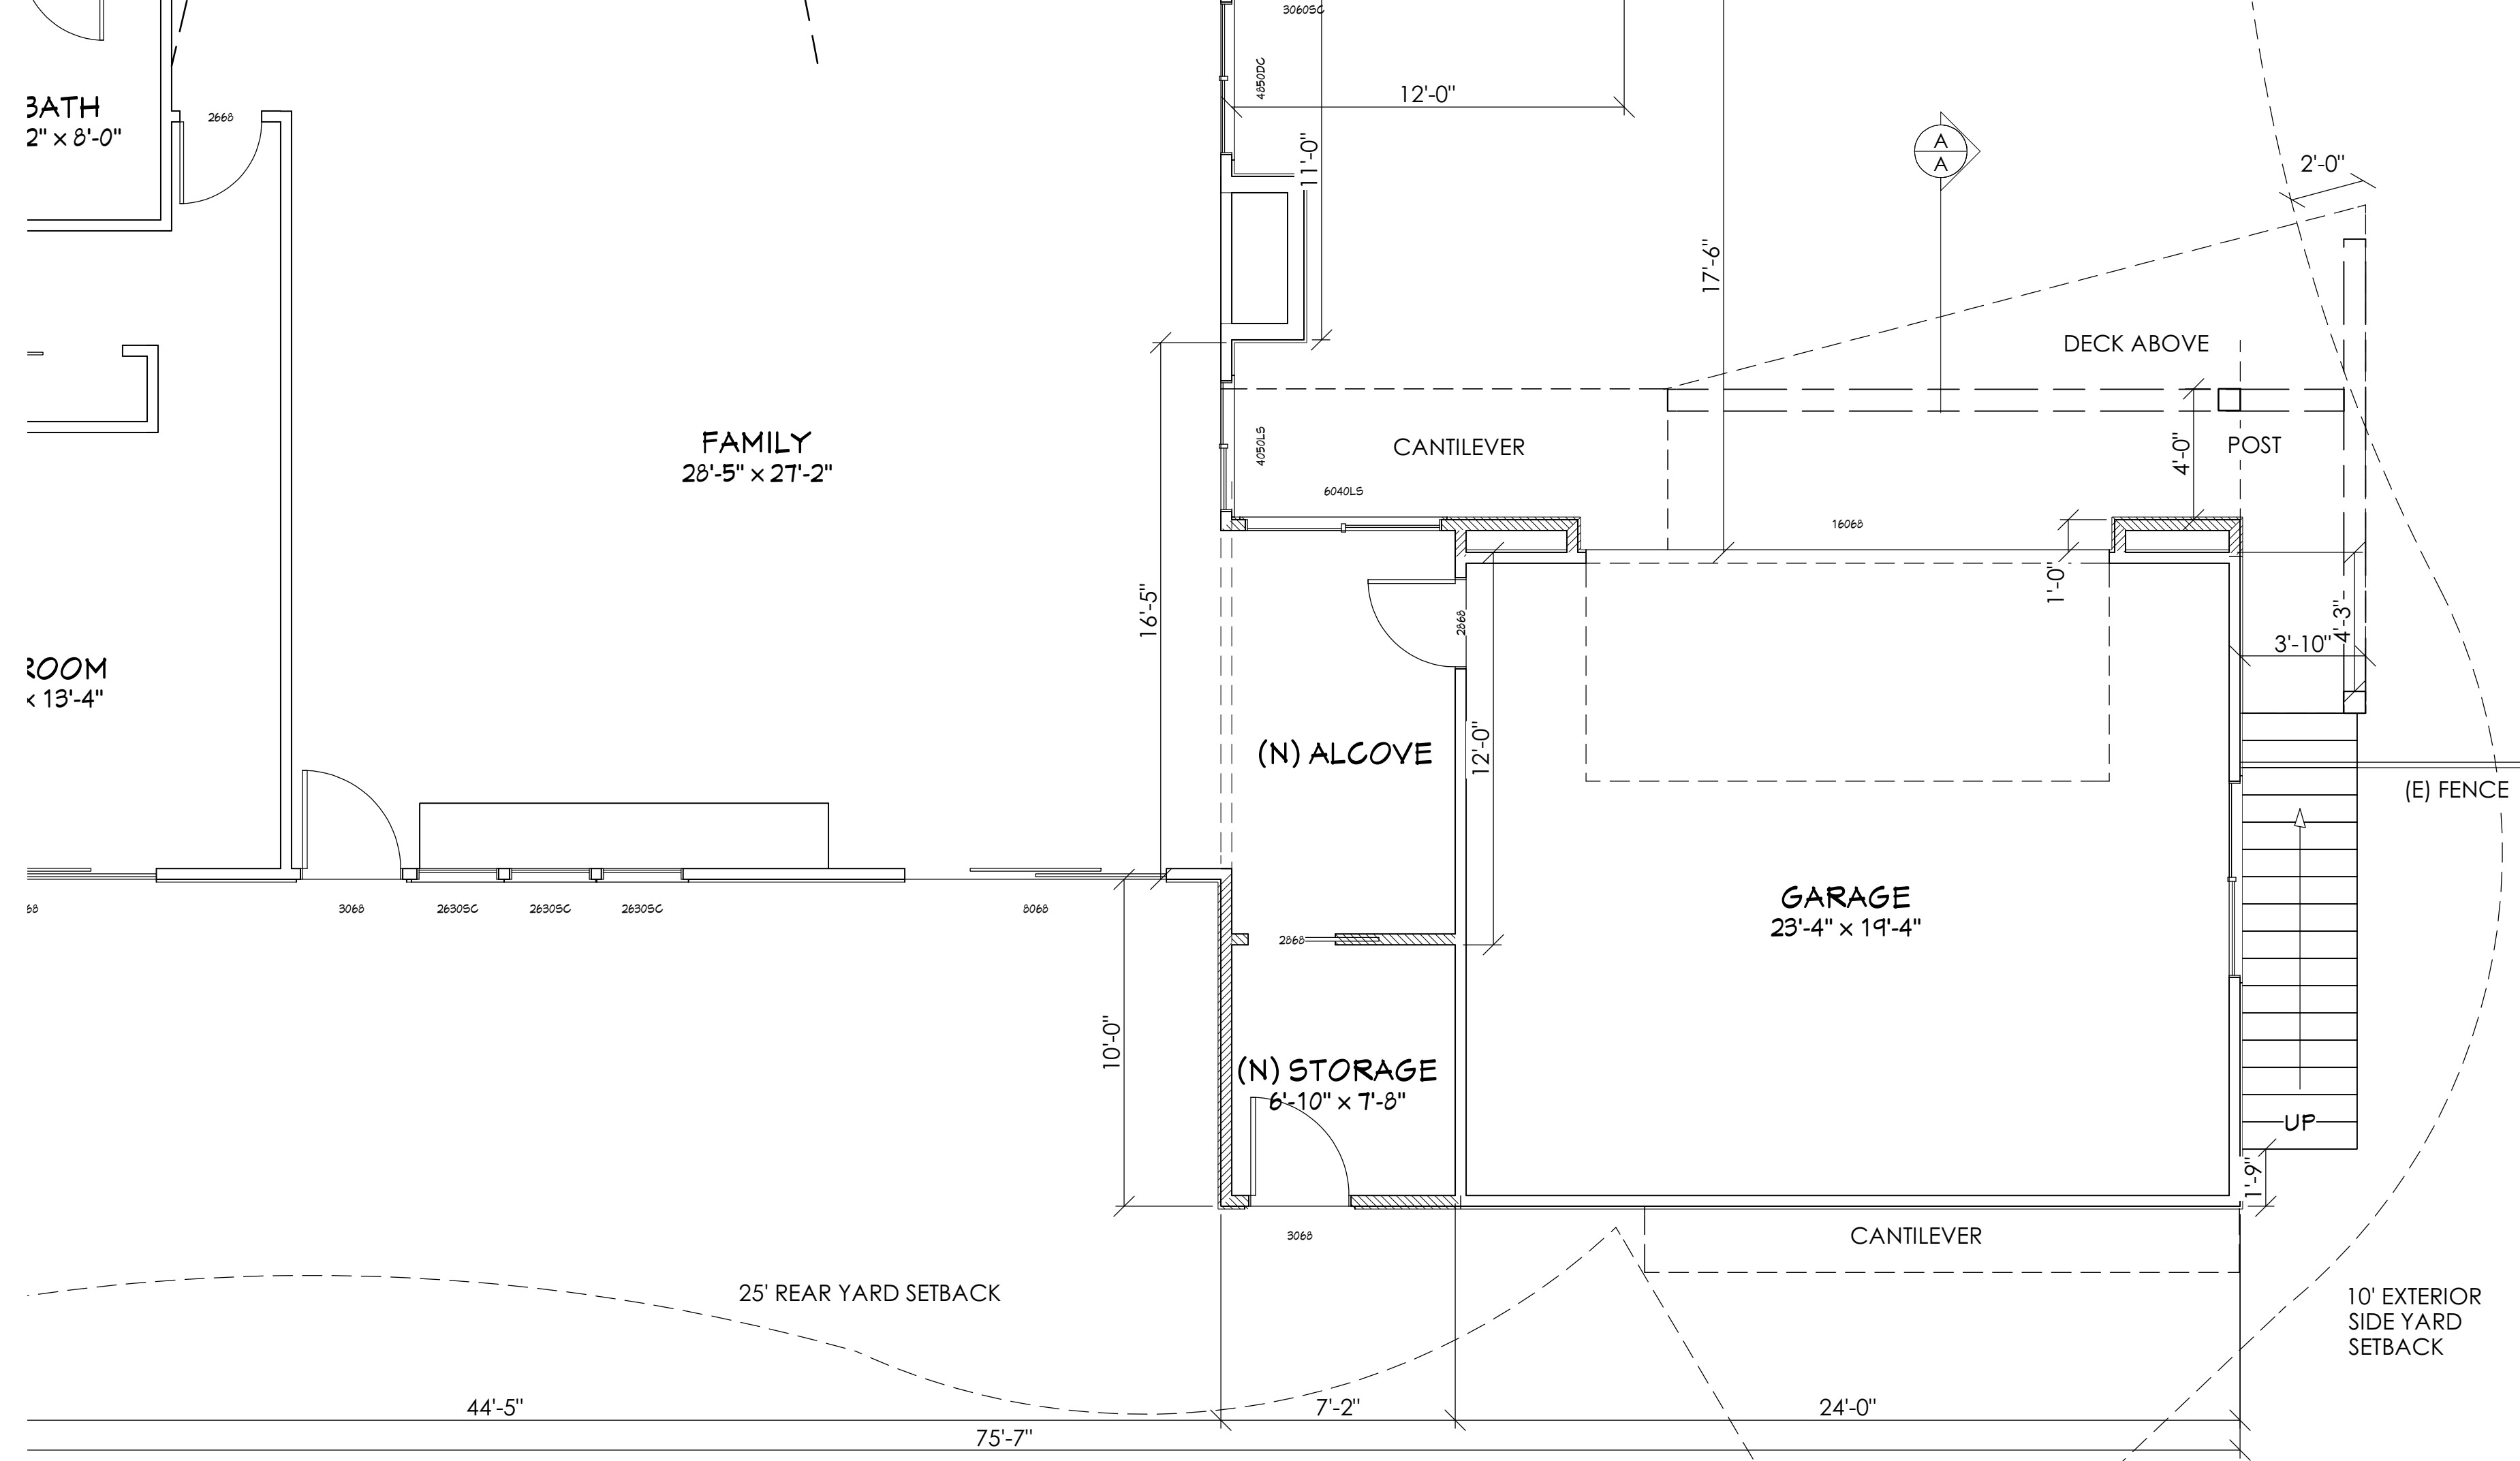 3060SC
4850DC
12'-0"
BATH
2" x 8'-0"
2668
11'-0"
A
A
2'-0"
17'-6"
DECK ABOVE
FAMILY
28'-5" x 27'-2"
4050LS
CANTILEVER
POST
4'-0"
6040LS
16068
1'-0"
16'-5"
2868
4'-3"
3'-10"
ROOM
x 13'-4"
(N) ALCOVE
12'-0"
(E) FENCE
68
3068
2630SC
2630SC
2630SC
8068
GARAGE
23'-4" x 19'-4"
2868
10'-0"
(N) STORAGE
6'-10" x 7'-8"
UP
1'-9"
3068
CANTILEVER
25' REAR YARD SETBACK
10' EXTERIOR
SIDE YARD
SETBACK
44'-5"
7'-2"
24'-0"
75'-7"